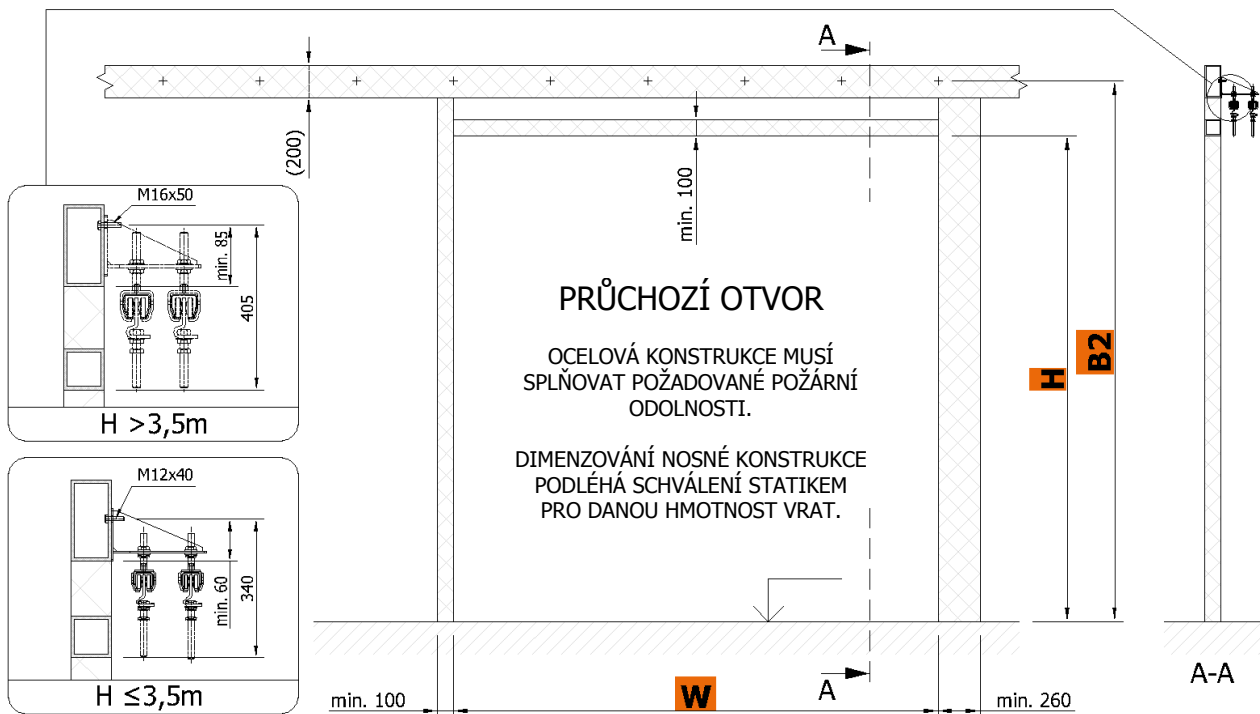 A
(200)
min. 100
M16x50
min. 85
405
H >3,5m
M12x40
min. 60
340
H ≤3,5m
PRŮCHOZÍ OTVOR
OCELOVÁ KONSTRUKCE MUSÍ
SPLŇOVAT POŽADOVANÉ POŽÁRNÍ
ODOLNOSTI.
DIMENZOVÁNÍ NOSNÉ KONSTRUKCE
PODLÉHÁ SCHVÁLENÍ STATIKEM
PRO DANOU HMOTNOST VRAT.
H
B2
A
A-A
min. 100
W
min. 260